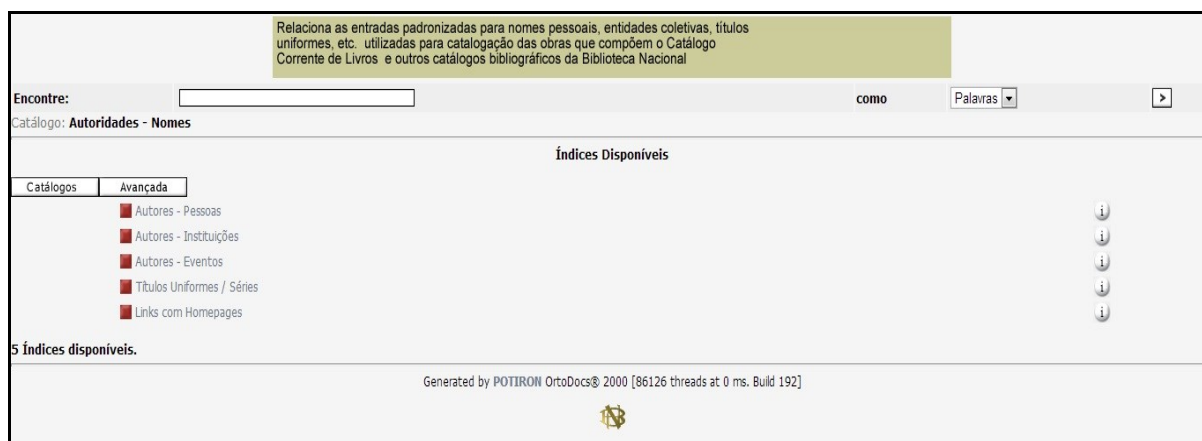 Relaciona as entradas padronizadas para nomes pessoais, entidades coletivas, títulos
uniformes, etc. utilizadas para catalogação das obras que compõem o Catálogo
Corrente de Livros e outros catálogos bibliográficos da Biblioteca Nacional
Encontre: como Palavras >
Catálogo: Autoridades - Nomes
Índices Disponíveis
Catálogos Avançada
Autores - Pessoas i
Autores - Instituições i
Autores - Eventos i
Títulos Uniformes / Séries i
Links com Homepages i
5 Índices disponíveis.
Generated by POTIRON OrtoDocs® 2000 [86126 threads at 0 ms. Build 192]